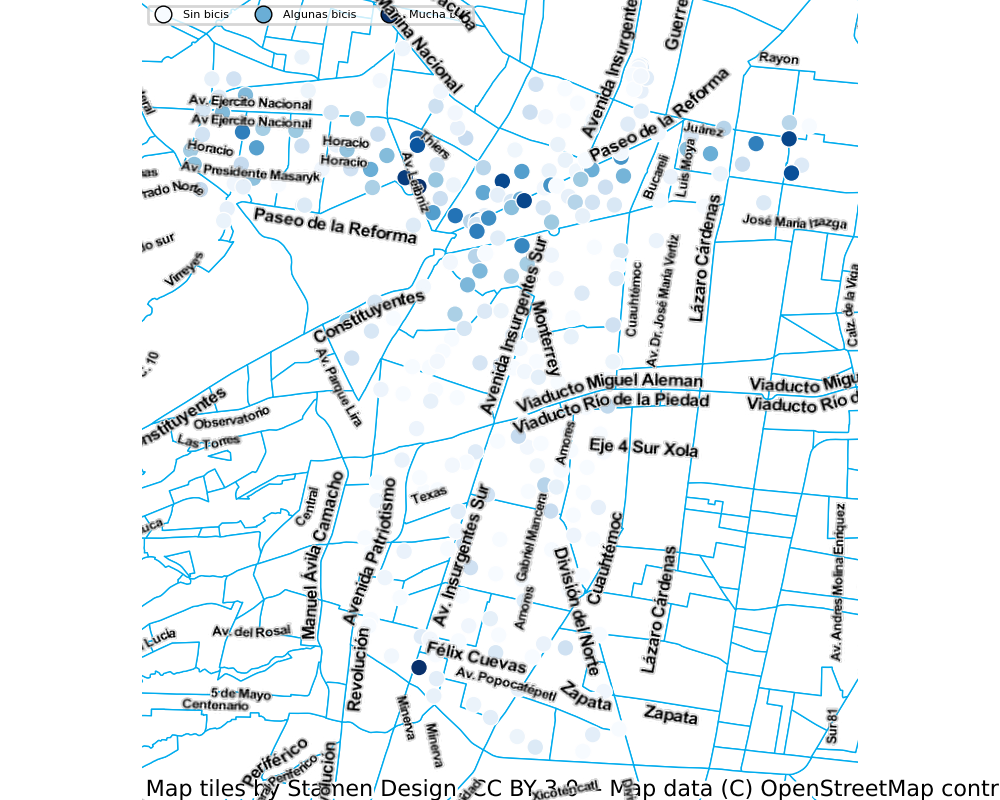 Sin bicis
Algunas bicis
Mucha
Marina Nacional
Avenida Insurgente
Guerre
Rayon
Paseo de la Reforma
Av. Ejercito Nacional
Av Ejercito Nacional
Thiers
Juárez
Horacio
Horacio
Horacio
Av. Presidente Masaryk
Av. Leibniz
Bucareli
Luis Moya
rado Norte
Paseo de la Reforma
José María Izazga
Lázaro Cárdenas
Virreyes
Avenida Insurgentes Sur
Cuauhtémoc
Av. Dr. José María Vertiz
Calz. de la Viga
Constituyentes
Monterrey
Av. Parque Lira
Viaducto Miguel Aleman
Viaducto Migu
Viaducto Río de la Piedad
Viaducto Río d
nstituyentes
Observatorio
Las Torres
Amores
Eje 4 Sur Xola
Central
Manuel Ávila Camacho
Avenida Patriotismo
Texas
Av. Insurgentes Sur
Gabriel Mancera
Amores
División del Norte
Cuauhtémoc
Lázaro Cárdenas
Av. Andres Molina Enríquez
Lucia
Av. del Rosal
Revolución
Félix Cuevas
Av. Popocatépetl
Zapata
Zapata
5 de Mayo
Centenario
Minerva
Minerva
Sur 81
Periférico
Periférico
olución
Xicoténcatl
Map tiles by Stamen Design, CC BY 3.0 -- Map data (C) OpenStreetMap contr